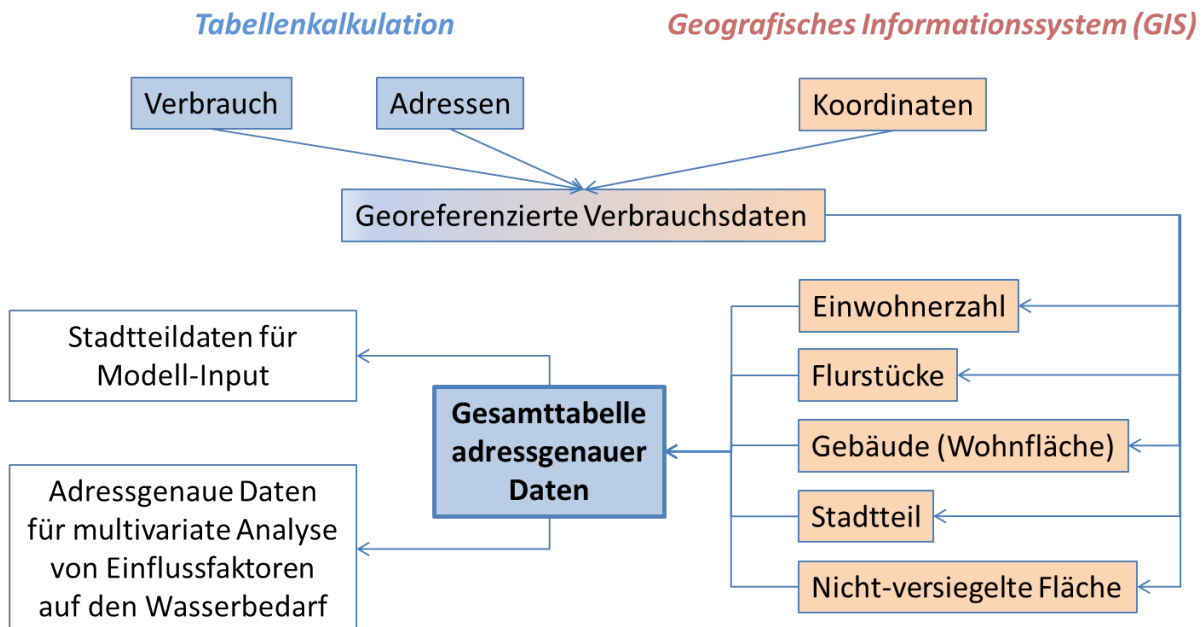 Tabellenkalkulation
Geografisches Informationssystem (GIS)
Verbrauch
Adressen
Koordinaten
Georeferenzierte Verbrauchsdaten
Einwohnerzahl
Flurstücke
Gebäude (Wohnfläche)
Stadtteil
Nicht-versiegelte Fläche
Gesamttabelle
adressgenauer
Daten
Stadtteildaten für
Modell-Input
Adressgenaue Daten
für multivariate Analyse
von Einflussfaktoren
auf den Wasserbedarf